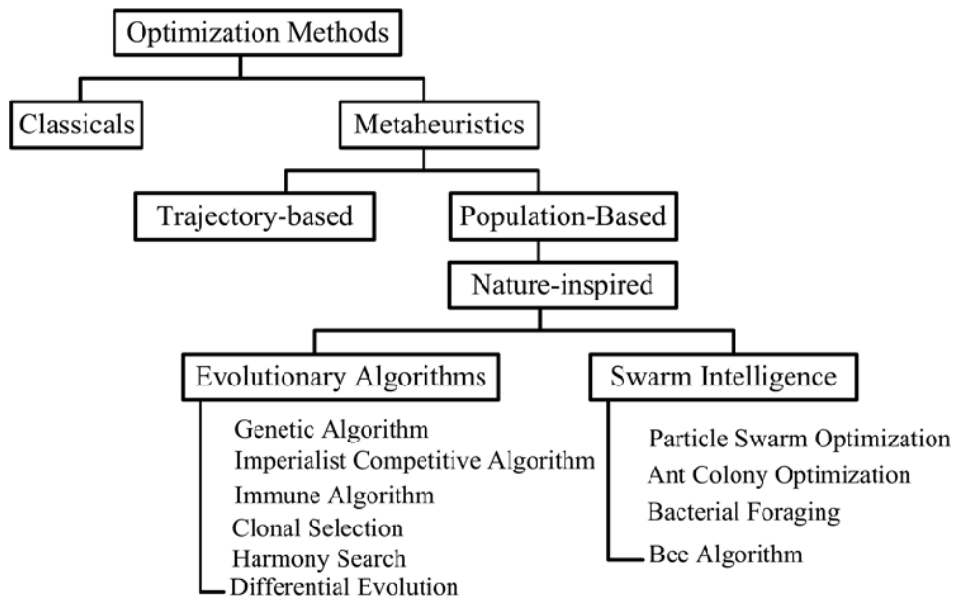 Optimization Methods
Classicals
Metaheuristics
Trajectory-based
Population-Based
Nature-inspired
Evolutionary Algorithms
Swarm Intelligence
Genetic Algorithm
Imperialist Competitive Algorithm
Immune Algorithm
Clonal Selection
Harmony Search
Differential Evolution
Particle Swarm Optimization
Ant Colony Optimization
Bacterial Foraging
Bee Algorithm